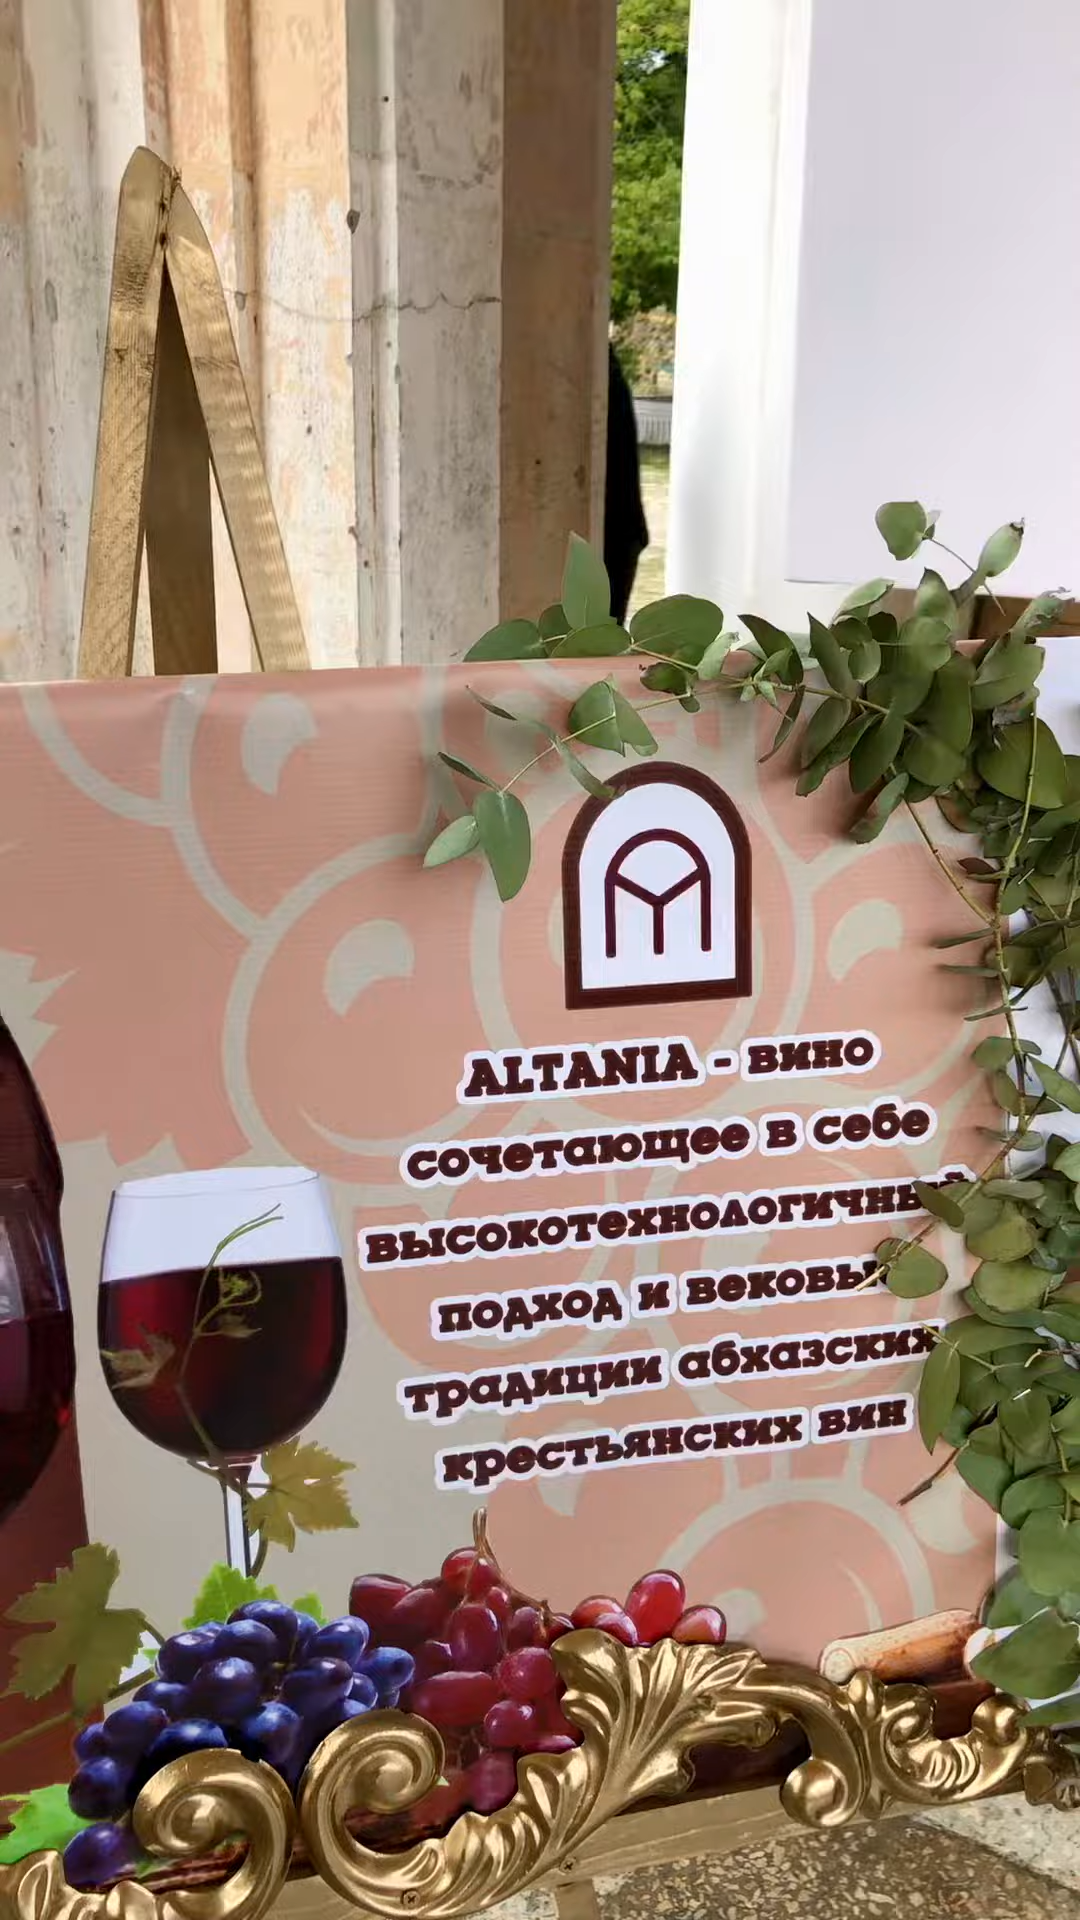 ALTANIA - вино
сочетающее в себе
высокотехнологичный
подход и вековые
традиции абхазских
крестьянских вин